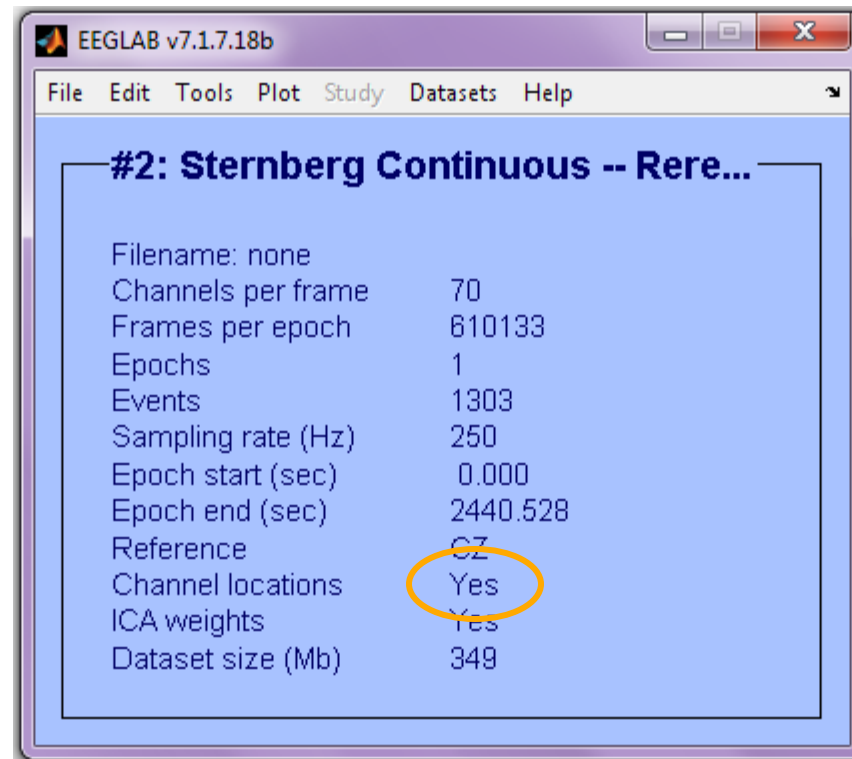 EEGLAB v7.1.7.18b
File Edit Tools Plot Study Datasets Help
#2: Sternberg Continuous -- Rere...
Filename: none
Channels per frame 70
Frames per epoch 610133
Epochs 1
Events 1303
Sampling rate (Hz) 250
Epoch start (sec) 0.000
Epoch end (sec) 2440.528
Reference CZ
Channel locations Yes
ICA weights Yes
Dataset size (Mb) 349